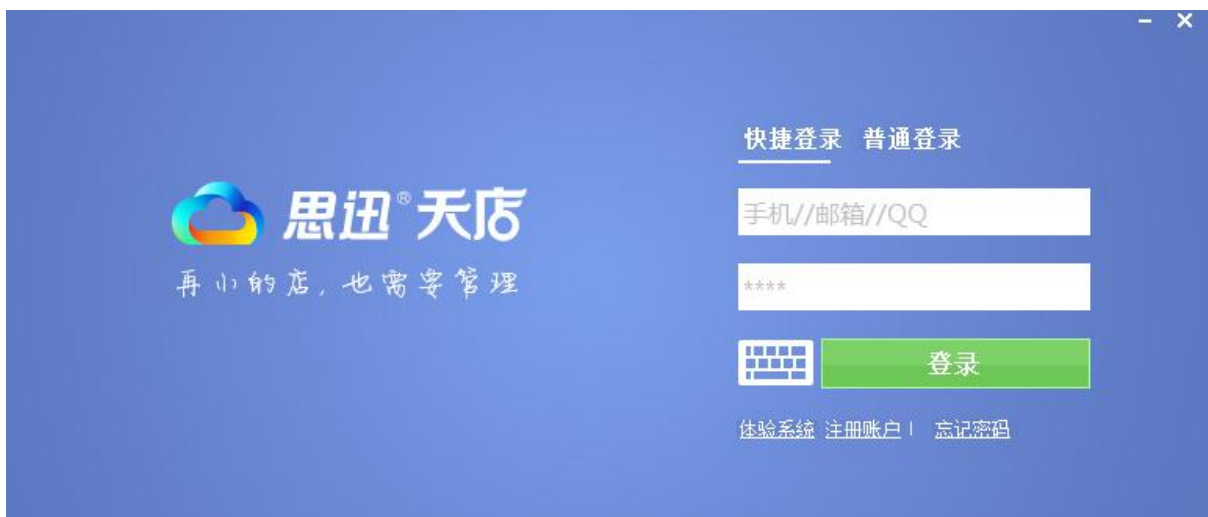 快捷登录 普通登录
思迅®天店
再小的店,也需要管理
手机//邮箱//QQ
****
登录
体验系统 注册账户| 忘记密码